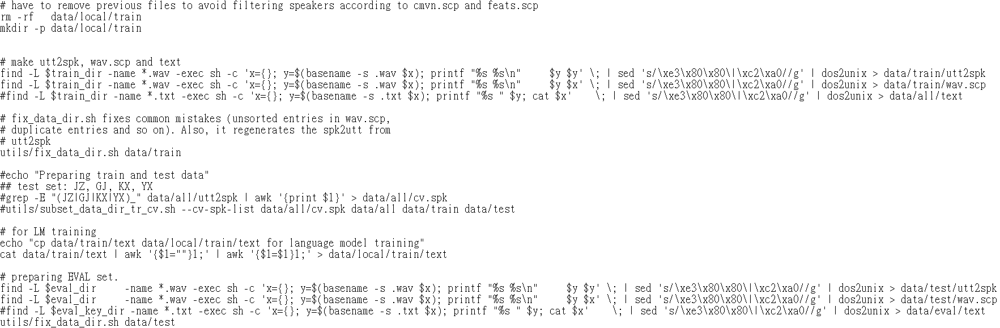 # have to remove previous files to avoid filtering speakers according to cmvn.scp and feats.scp
rm -rf   data/local/train
mkdir -p data/local/train


# make utt2spk, wav.scp and text
find -L $train_dir -name *.wav -exec sh -c 'x={}; y=$(basename -s .wav $x); printf "%s %s\n"     $y $y' \; | sed 's/\xe3\x80\x80\|\xc2\xa0//g' | dos2unix > data/train/utt2spk
find -L $train_dir -name *.wav -exec sh -c 'x={}; y=$(basename -s .wav $x); printf "%s %s\n"     $y $x' \; | sed 's/\xe3\x80\x80\|\xc2\xa0//g' | dos2unix > data/train/wav.scp
#find -L $train_dir -name *.txt -exec sh -c 'x={}; y=$(basename -s .txt $x); printf "%s " $y; cat $x'    \; | sed 's/\xe3\x80\x80\|\xc2\xa0//g' | dos2unix > data/all/text

# fix_data_dir.sh fixes common mistakes (unsorted entries in wav.scp,
# duplicate entries and so on). Also, it regenerates the spk2utt from
# utt2spk
utils/fix_data_dir.sh data/train

#echo "Preparing train and test data"
## test set: JZ, GJ, KX, YX
#grep -E "(JZ|GJ|KX|YX)_" data/all/utt2spk | awk '{print $1}' > data/all/cv.spk
#utils/subset_data_dir_tr_cv.sh --cv-spk-list data/all/cv.spk data/all data/train data/test

# for LM training
echo "cp data/train/text data/local/train/text for language model training"
cat data/train/text | awk '{$1=""}1;' | awk '{$1=$1}1;' > data/local/train/text

# preparing EVAL set.
find -L $eval_dir     -name *.wav -exec sh -c 'x={}; y=$(basename -s .wav $x); printf "%s %s\n"     $y $y' \; | sed 's/\xe3\x80\x80\|\xc2\xa0//g' | dos2unix > data/test/utt2spk
find -L $eval_dir     -name *.wav -exec sh -c 'x={}; y=$(basename -s .wav $x); printf "%s %s\n"     $y $x' \; | sed 's/\xe3\x80\x80\|\xc2\xa0//g' | dos2unix > data/test/wav.scp
#find -L $eval_key_dir -name *.txt -exec sh -c 'x={}; y=$(basename -s .txt $x); printf "%s " $y; cat $x'    \; | sed 's/\xe3\x80\x80\|\xc2\xa0//g' | dos2unix > data/eval/text
utils/fix_data_dir.sh data/test